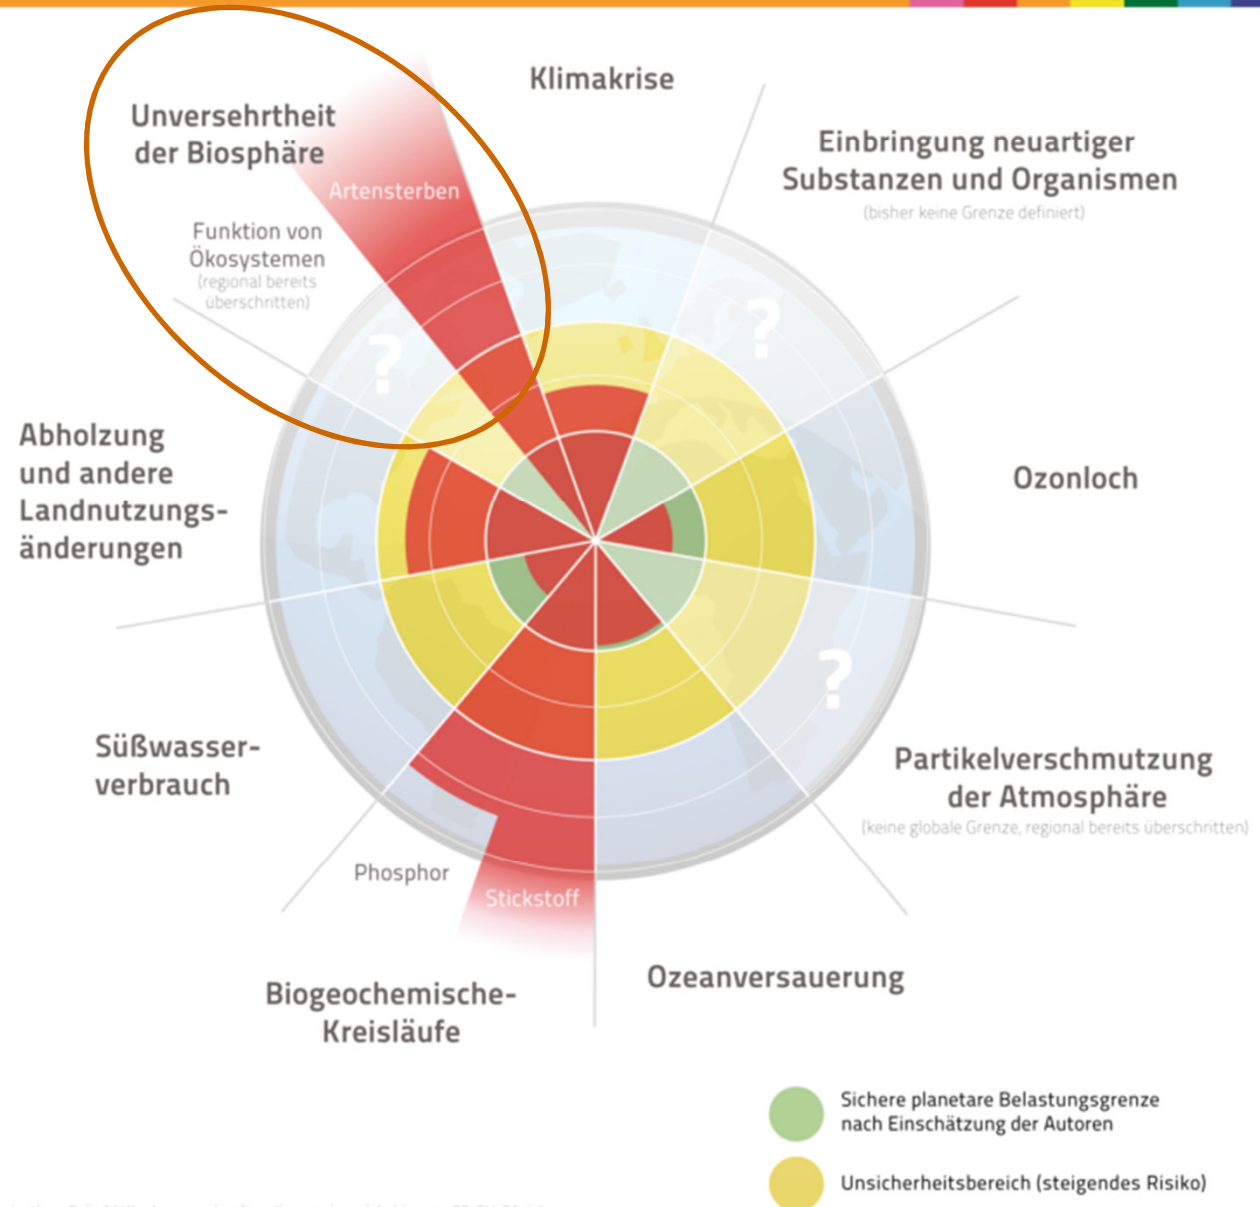 Klimakrise
Unversehrtheit
der Biosphäre
Artensterben
Funktion von
Ökosystemen
(regional bereits
überschritten)
?
Einbringung neuartiger
Substanzen und Organismen
(bisher keine Grenze definiert)
?
Abholzung
und andere
Landnutzungs-
änderungen
Ozonloch
?
Süßwasser-
verbrauch
Partikelverschmutzung
der Atmosphäre
(keine globale Grenze, regional bereits überschritten)
Phosphor
Stickstoff
Biogeochemische-
Kreisläufe
Ozeanversauerung
Sichere planetare Belastungsgrenze
nach Einschätzung der Autoren
Unsicherheitsbereich (steigendes Risiko)